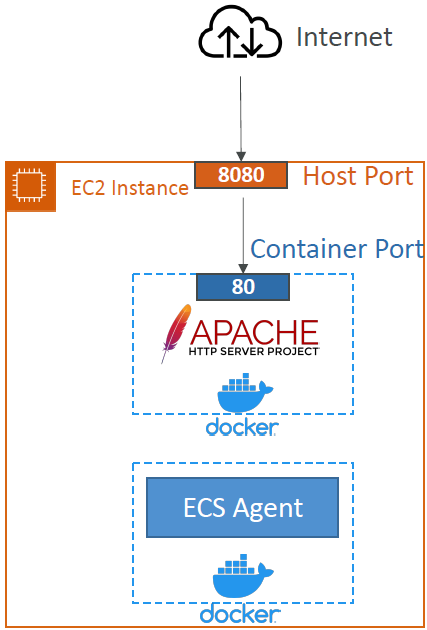 Internet
8080
Host Port
EC2 Instance
Container Port
80
APACHE
HTTP SERVER PROJECT
docker
ECS Agent
docker